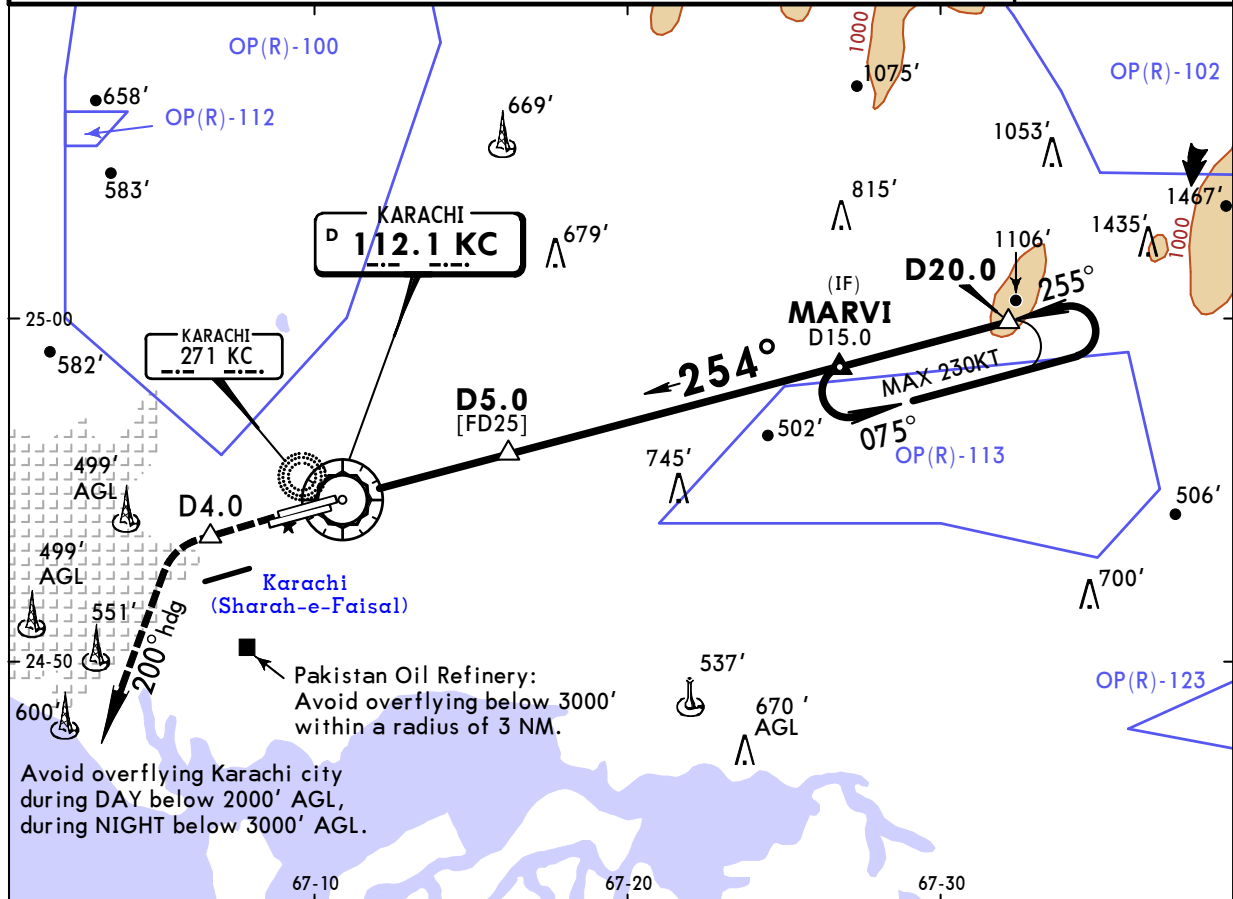 OP(R)-100
1000
1075'
OP(R)-102
658'
OP(R)-112
669'
1053'
583'
815'
1467'
KARACHI
D 112.1 KC
679'
1435'
1000
1106'
D20.0
255°
(IF)
MARVI
D15.0
25-00
KARACHI
271 KC
582'
254°
MAX 230KT
D5.0
[FD25]
075°
502'
OP(R)-113
745'
499'
AGL
D4.0
506'
499'
AGL
Karachi
(Sharah-e-Faisal)
700'
551'
200° hdg
24-50
Pakistan Oil Refinery:
Avoid overflying below 3000'
within a radius of 3 NM.
537'
OP(R)-123
600'
670'
AGL
Avoid overflying Karachi city
during DAY below 2000' AGL,
during NIGHT below 3000' AGL.
67-10
67-20
67-30